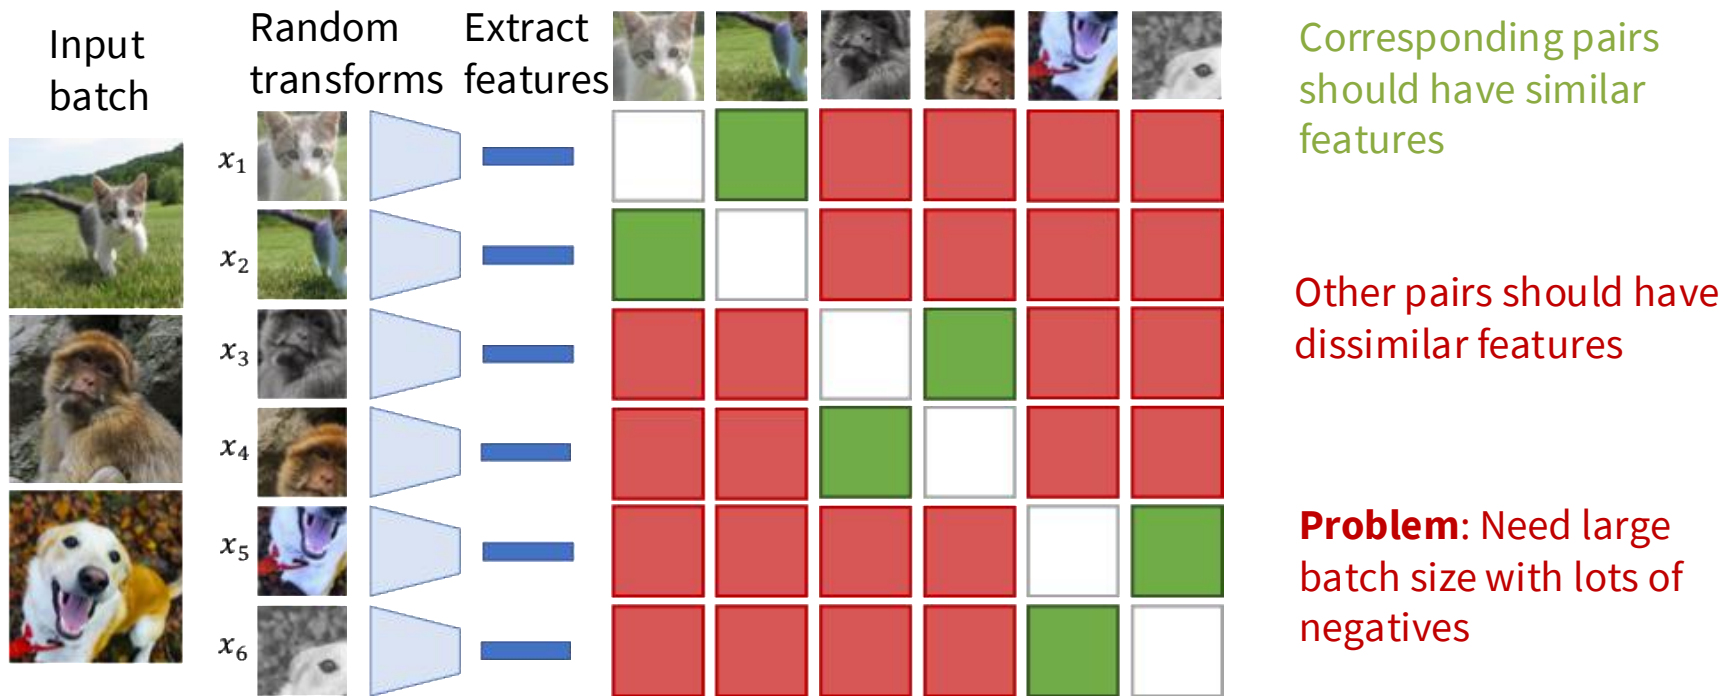 Input
batch
Random
transforms
Extract
features
x1
x2
x3
x4
x5
x6
Corresponding pairs
should have similar
features
Other pairs should have
dissimilar features
Problem: Need large
batch size with lots of
negatives